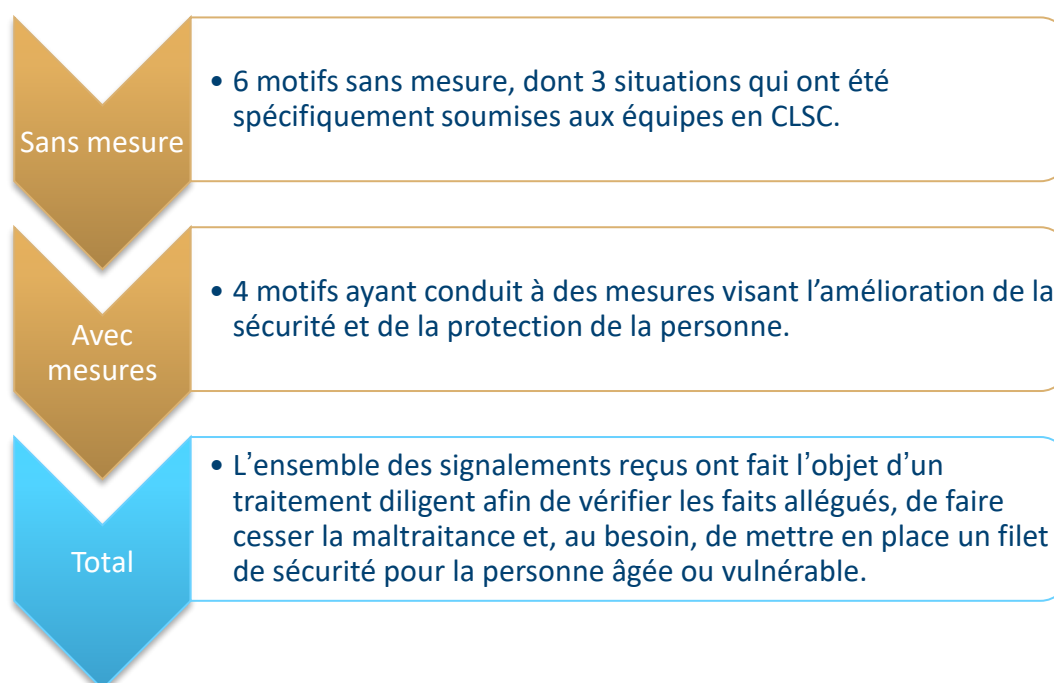 Sans mesure
• 6 motifs sans mesure, dont 3 situations qui ont été
spécifiquement soumises aux équipes en CLSC.
Avec
mesures
• 4 motifs ayant conduit à des mesures visant l’amélioration de la
sécurité et de la protection de la personne.
Total
• L’ensemble des signalements reçus ont fait l’objet d’un
traitement diligent afin de vérifier les faits allégués, de faire
cesser la maltraitance et, au besoin, de mettre en place un filet
de sécurité pour la personne âgée ou vulnérable.